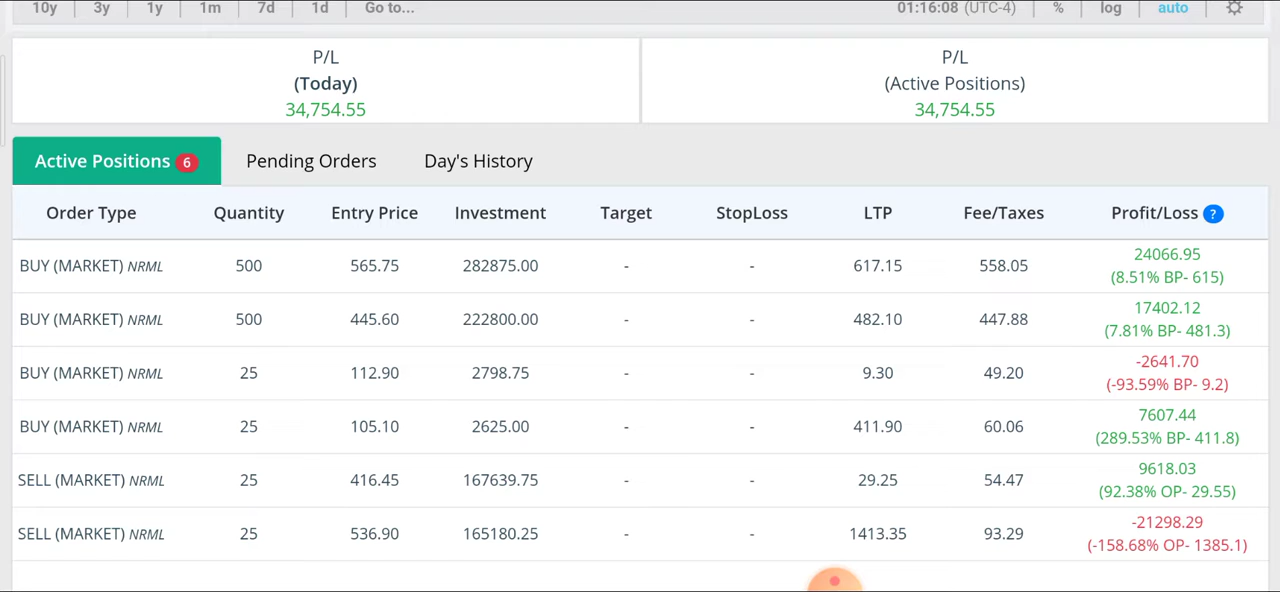 10y 3y 1y 1m 7d 1d Go to... 01:16:08 (UTC-4) % log auto
P/L
(Today)
34,754.55
P/L
(Active Positions)
34,754.55
Active Positions 6 Pending Orders Day's History
Order Type Quantity Entry Price Investment Target StopLoss LTP Fee/Taxes Profit/Loss ?
BUY (MARKET) NRML 500 565.75 282875.00 - - 617.15 558.05 24066.95
(8.51% BP- 615)
BUY (MARKET) NRML 500 445.60 222800.00 - - 482.10 447.88 17402.12
(7.81% BP- 481.3)
BUY (MARKET) NRML 25 112.90 2798.75 - - 9.30 49.20 -2641.70
(-93.59% BP- 9.2)
BUY (MARKET) NRML 25 105.10 2625.00 - - 411.90 60.06 7607.44
(289.53% BP- 411.8)
SELL (MARKET) NRML 25 416.45 167639.75 - - 29.25 54.47 9618.03
(92.38% OP- 29.55)
SELL (MARKET) NRML 25 536.90 165180.25 - - 1413.35 93.29 -21298.29
(-158.68% OP- 1385.1)